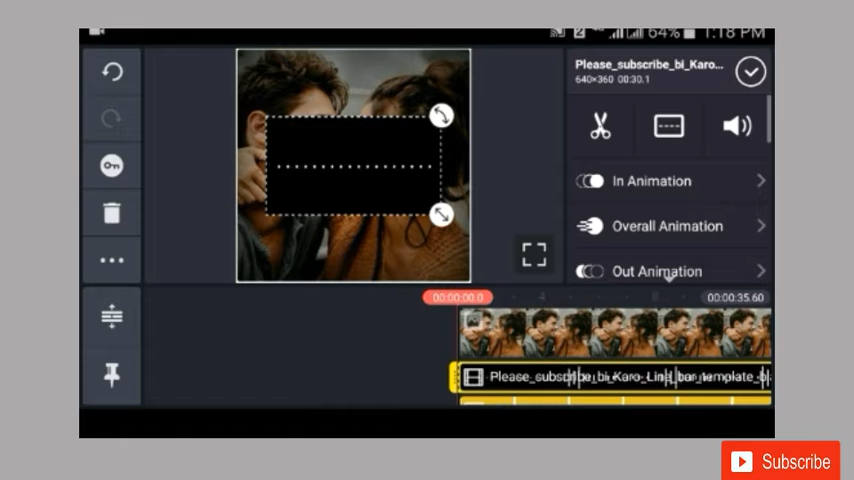 64% 1:18 PM
Please_subscribe_bi_Karo...
640×360 00:30.1
In Animation
Overall Animation
Out Animation
00:00:00.0
00:00:35.60
Please_subscribe_bi_Karo_Line_bar_template_bl
Subscribe